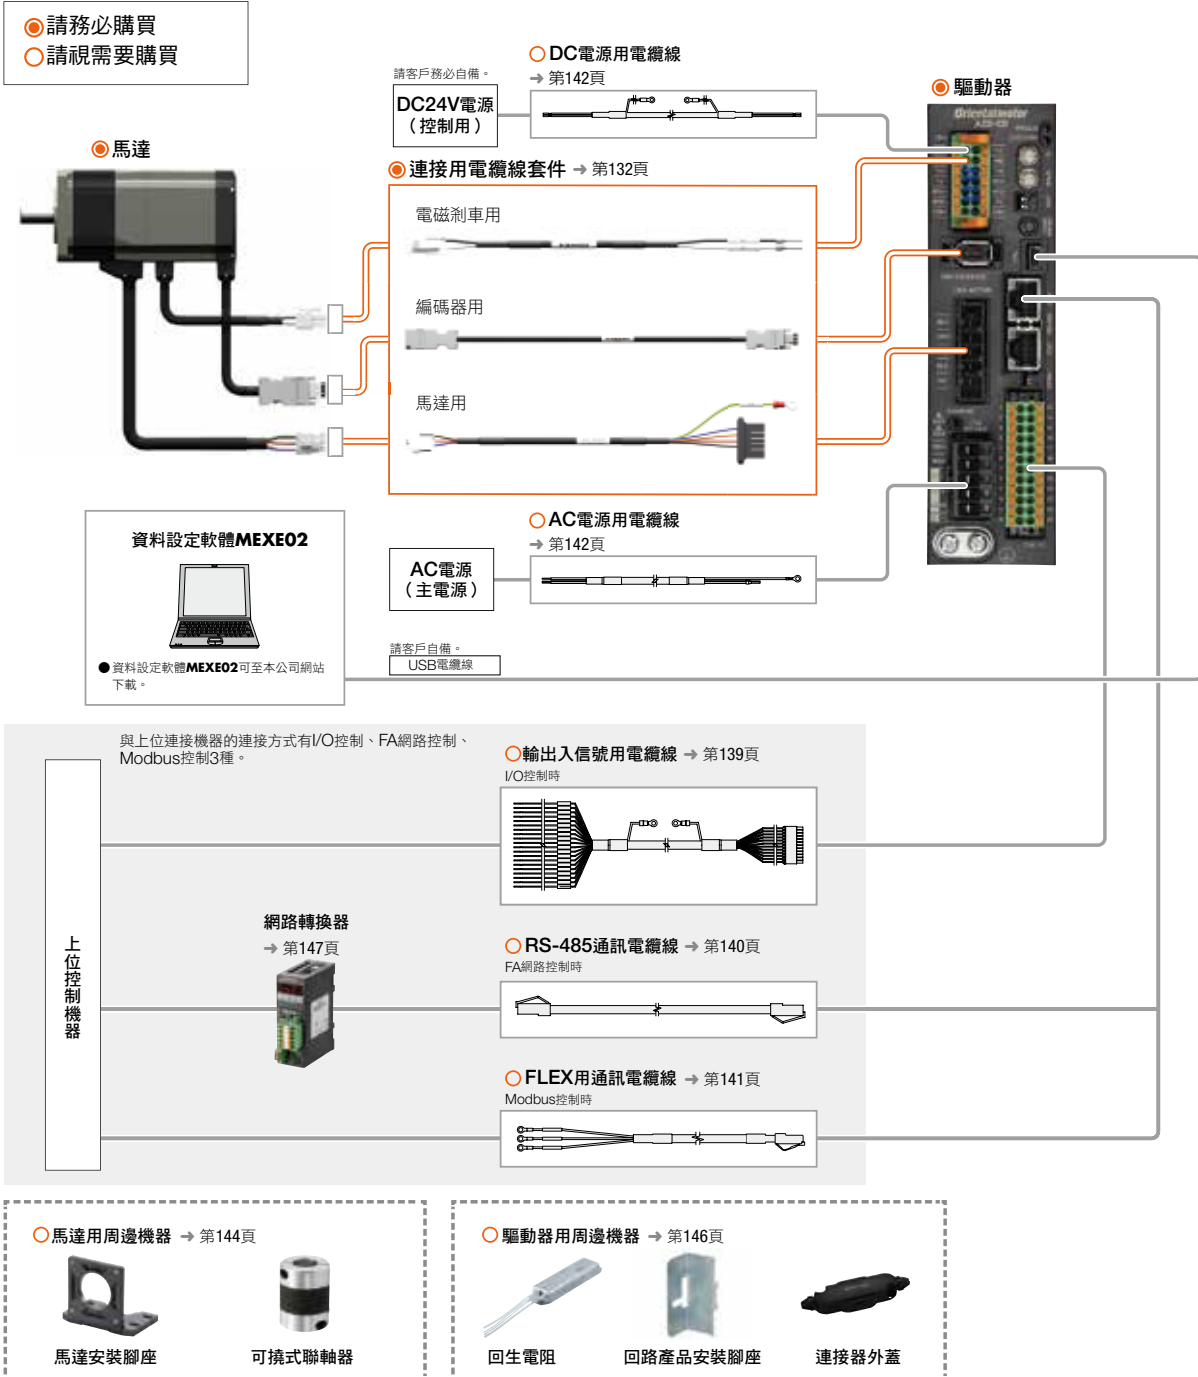 請務必購買
請視需要購買
DC電源用電纜線
→ 第142頁
請客戶務必自備。
DC24V電源
（控制用）
驅動器
Orientalmotor
馬達
連接用電纜線套件 → 第132頁
電磁剎車用
編碼器用
馬達用
AC電源用電纜線
→ 第142頁
AC電源
（主電源）
資料設定軟體MEXE02
●資料設定軟體MEXE02可至本公司網站
下載。
請客戶自備。
USB電纜線
與上位連接機器的連接方式有I/O控制、FA網路控制、
Modbus控制3種。
輸出入信號用電纜線 → 第139頁
I/O控制時
上位控制機器
網路轉換器
→ 第147頁
RS-485通訊電纜線 → 第140頁
FA網路控制時
FLEX用通訊電纜線 → 第141頁
Modbus控制時
馬達用周邊機器 → 第144頁
馬達安裝腳座
可撓式聯軸器
驅動器用周邊機器 → 第146頁
回生電阻
回路產品安裝腳座
連接器外蓋